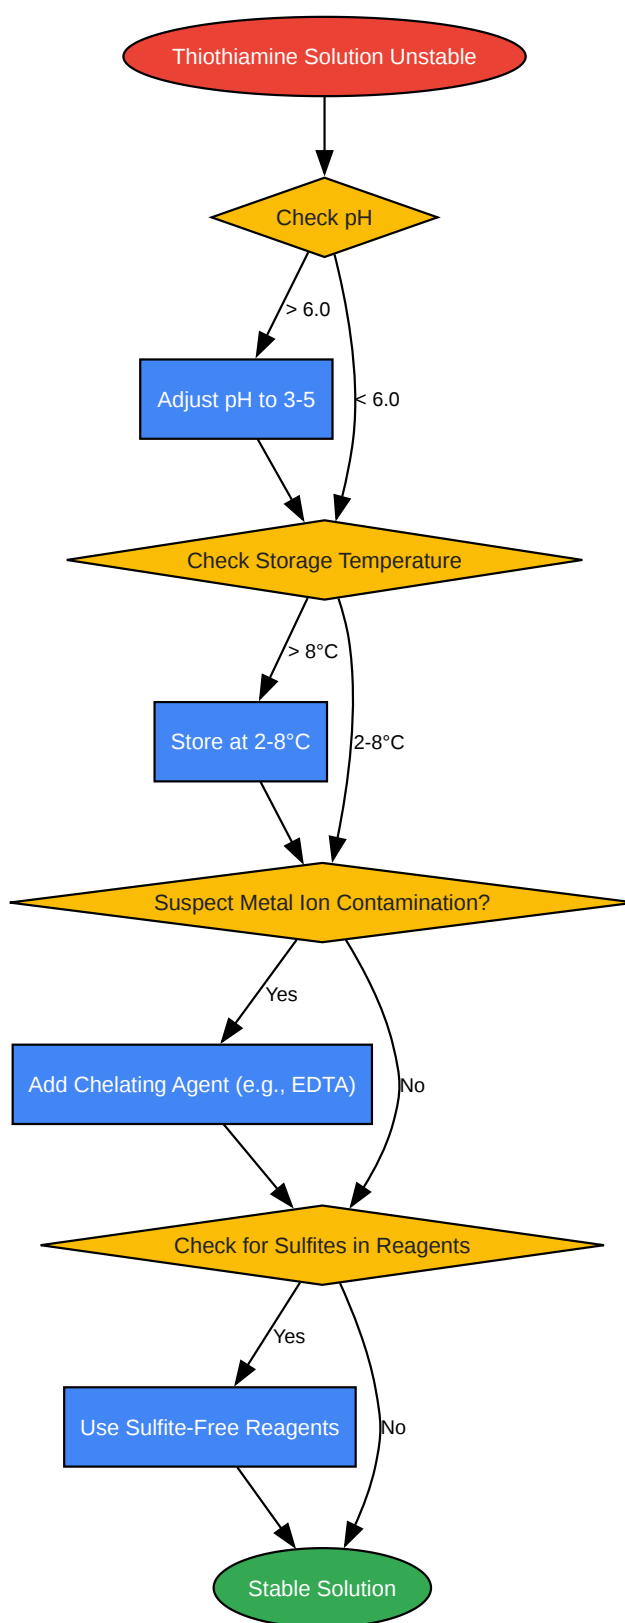 Thiothiamine Solution Unstable
Check pH
> 6.0
Adjust pH to 3-5
< 6.0
Check Storage Temperature
> 8°C
Store at 2-8°C
2-8°C
Suspect Metal Ion Contamination?
Yes
Add Chelating Agent (e.g., EDTA)
No
Check for Sulfites in Reagents
Yes
Use Sulfite-Free Reagents
No
Stable Solution